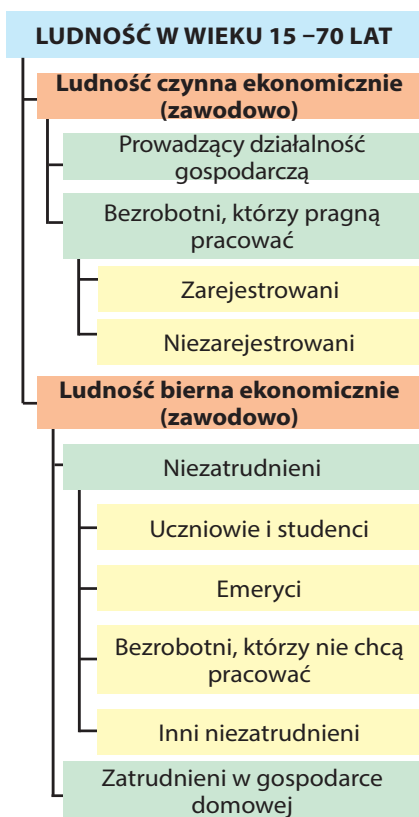 LUDNOŚĆ W WIEKU 15 –70 LAT
Ludność czynna ekonomicznie
(zawodowo)
Prowadzący działalność
gospodarczą
Bezrobotni, którzy pragną
pracować
Zarejestrowani
Niezarejestrowani
Ludność bierna ekonomicznie
(zawodowo)
Niezatrudnieni
Uczniowie i studenci
Emeryci
Bezrobotni, którzy nie chcą
pracować
Inni niezatrudnieni
Zatrudnieni w gospodarce
domowej